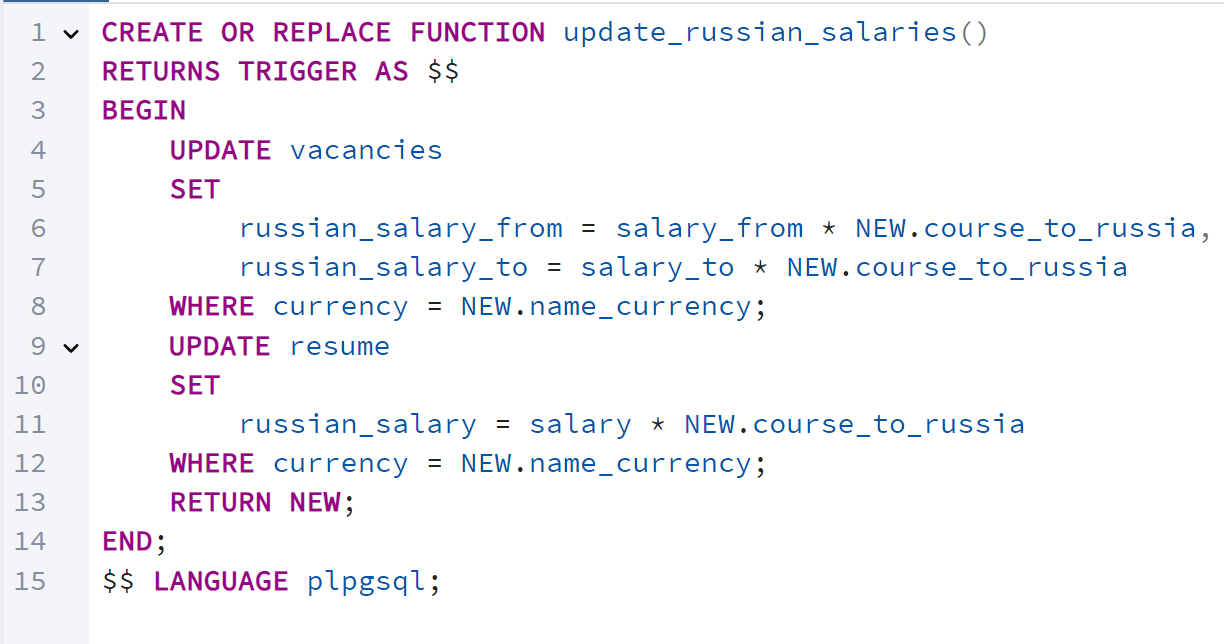 1 CREATE OR REPLACE FUNCTION update_russian_salaries()
2 RETURNS TRIGGER AS $$
3 BEGIN
4     UPDATE vacancies
5     SET
6         russian_salary_from = salary_from * NEW.course_to_russia,
7         russian_salary_to = salary_to * NEW.course_to_russia
8     WHERE currency = NEW.name_currency;
9     UPDATE resume
10     SET
11         russian_salary = salary * NEW.course_to_russia
12     WHERE currency = NEW.name_currency;
13     RETURN NEW;
14 END;
15 $$ LANGUAGE plpgsql;